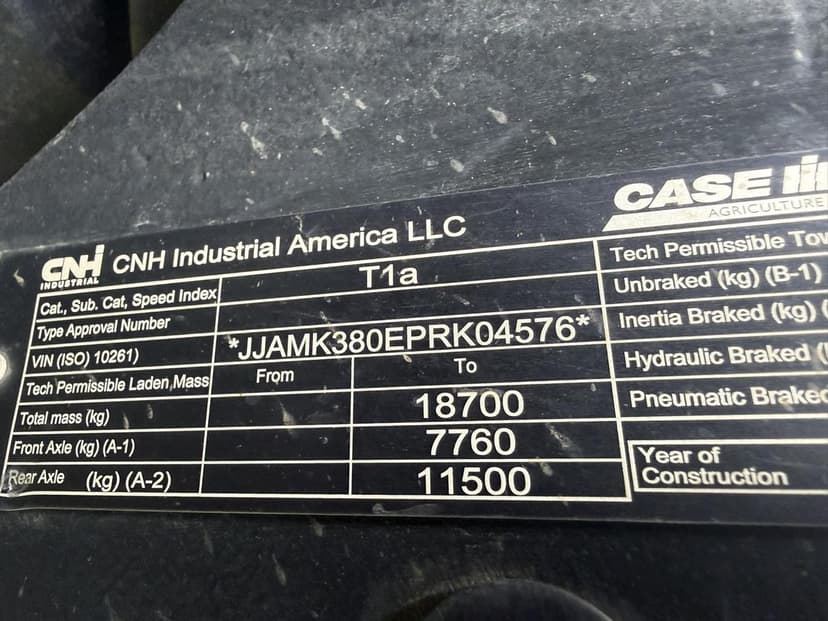 CASE IH
AGRICULTURE
CNH
INDUSTRIAL
CNH Industrial America LLC
Cat., Sub. Cat, Speed Index T1a
Type Approval Number
VIN (ISO) 10261) *JJAMK380EPRK04576*
Tech Permissible Laden Mass From To
Total mass (kg) 18700
Front Axle (kg) (A-1) 7760
Rear Axle (kg) (A-2) 11500
Tech Permissible
Unbraked (kg) (B-1)
Inertia Braked (kg)
Hydraulic Braked
Pneumatic Braked
Year of
Construction